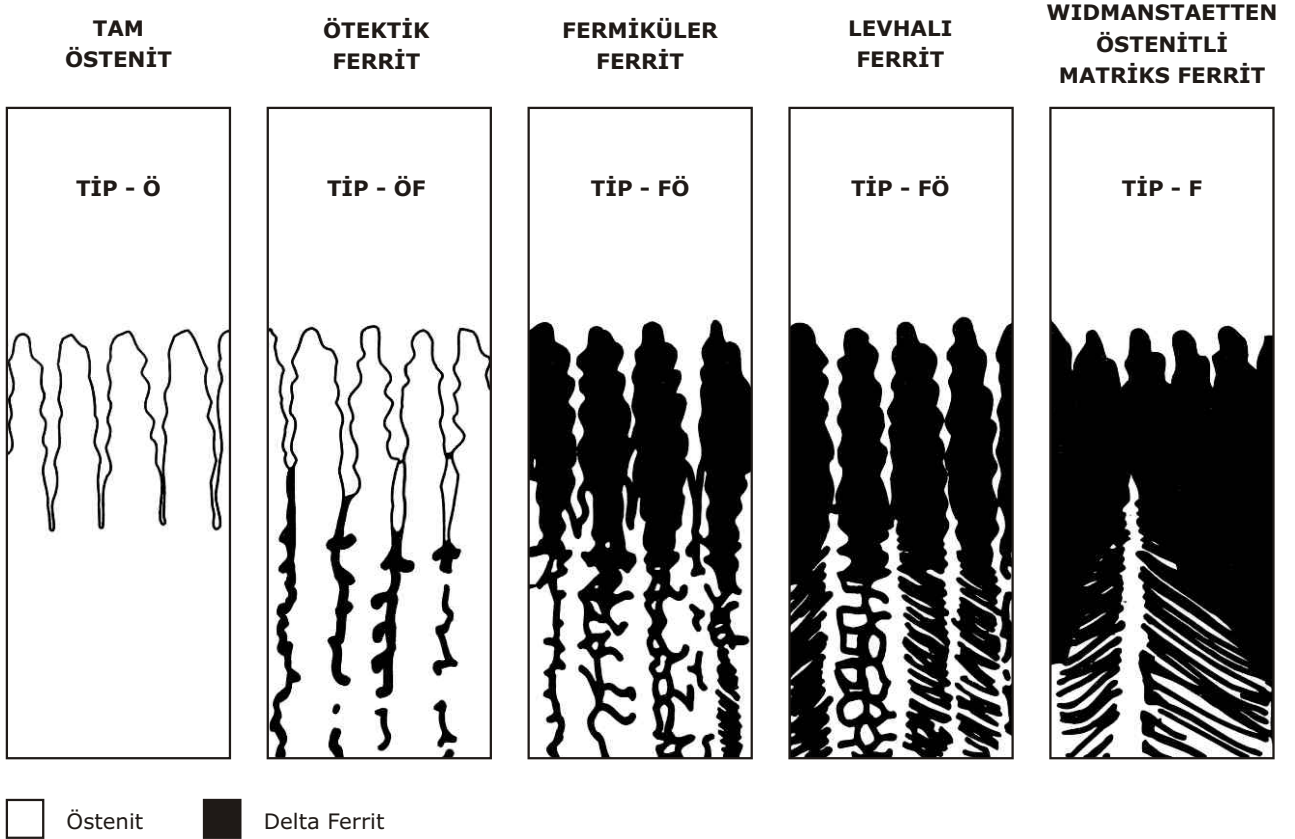 TAM
ÖSTENİT
ÖTEKTİK
FERRİT
FERMİKÜLER
FERRİT
LEVHALI
FERRİT
WIDMANSTAETTEN
ÖSTENİTLİ
MATRİKS FERRİT
TİP - Ö
TİP - ÖF
TİP - FÖ
TİP - FÖ
TİP - F
Östenit
Delta Ferrit